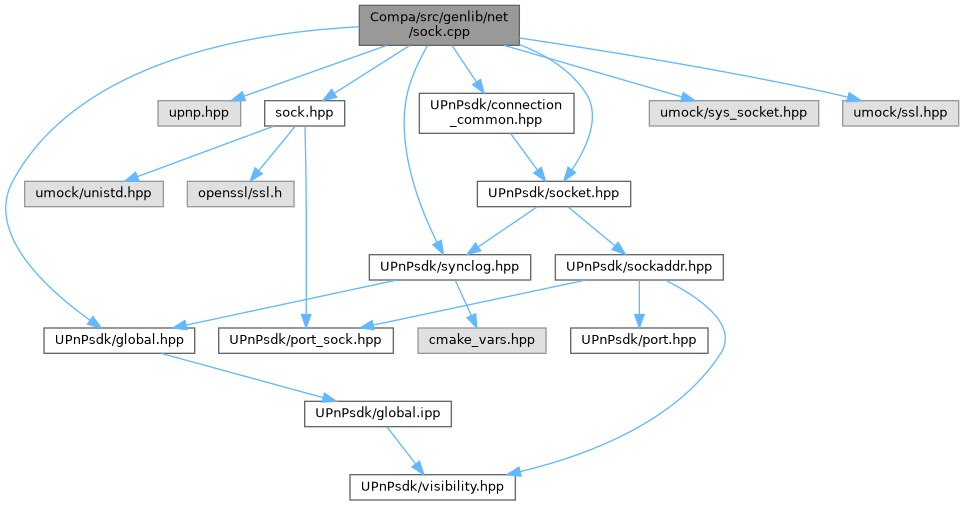 Compa/src/genlib/net
/sock.cpp
upnp.hpp
sock.hpp
UPnPsdk/connection
_common.hpp
umock/sys_socket.hpp
umock/ssl.hpp
umock/unistd.hpp
openssl/ssl.h
UPnPsdk/socket.hpp
UPnPsdk/synclog.hpp
UPnPsdk/sockaddr.hpp
UPnPsdk/global.hpp
UPnPsdk/port_sock.hpp
cmake_vars.hpp
UPnPsdk/port.hpp
UPnPsdk/global.ipp
UPnPsdk/visibility.hpp